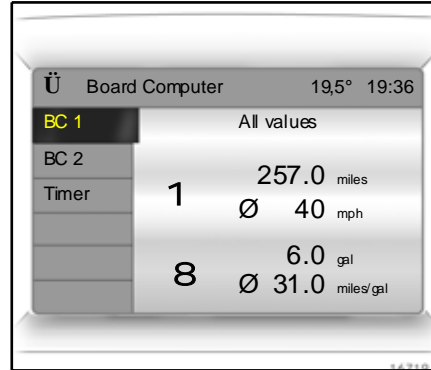 Ü Board Computer 19,5° 19:36
BC 1
All values
BC 2
Timer
1
257.0 miles
Ø 40 mph
8
6.0 gal
Ø 31.0 miles/gal